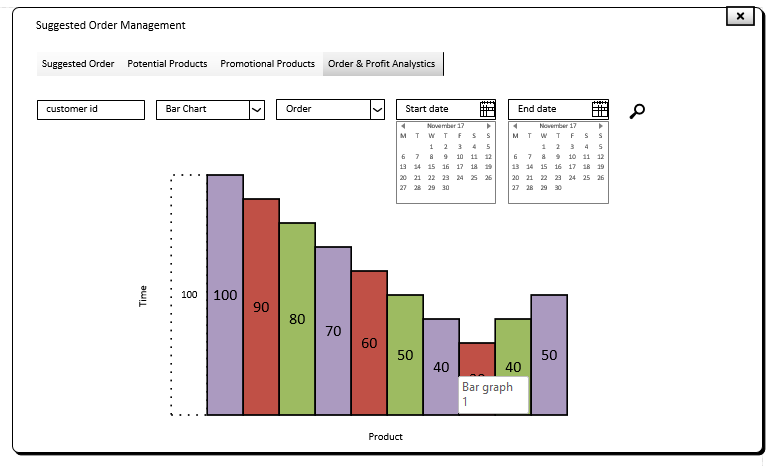 Suggested Order Management
Suggested Order Potential Products Promotional Products Order & Profit Analystics
customer id Bar Chart Order Start date End date
November 17 November 17
M T W T F S S M T W T F S S
1 2 3 4 5 1 2 3 4 5
6 7 8 9 10 11 12 6 7 8 9 10 11 12
13 14 15 16 17 18 19 13 14 15 16 17 18 19
20 21 22 23 24 25 26 20 21 22 23 24 25 26
27 28 29 30 27 28 29 30
Time
100
100 90 80 70 60 50 40 40 50
Bar graph
1
Product